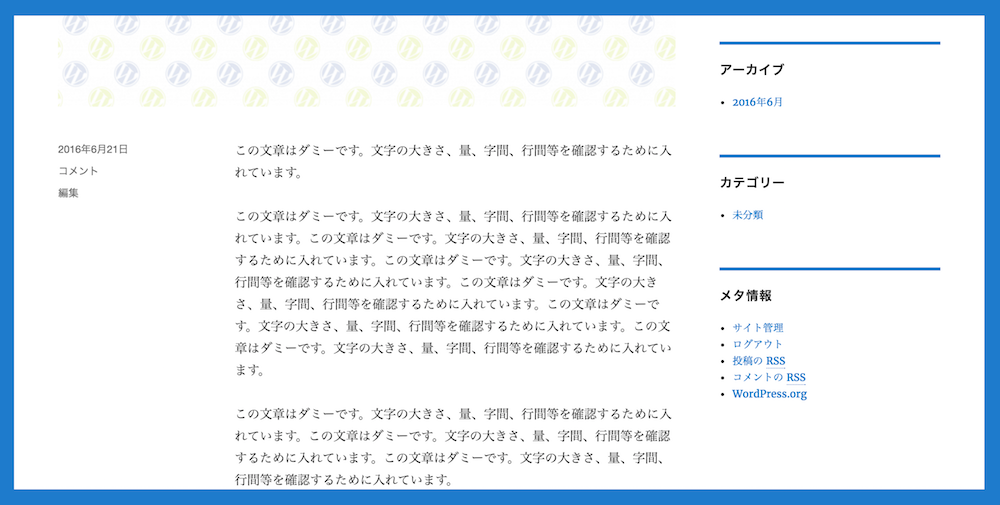 2016年6月21日
コメント
編集
この文章はダミーです。文字の大きさ、量、字間、行間等を確認するために入
れています。
この文章はダミーです。文字の大きさ、量、字間、行間等を確認するために入
れています。この文章はダミーです。文字の大きさ、量、字間、行間等を確認
するために入れています。この文章はダミーです。文字の大きさ、量、字間、
行間等を確認するために入れています。この文章はダミーです。文字の大き
さ、量、字間、行間等を確認するために入れています。この文章はダミーで
す。文字の大きさ、量、字間、行間等を確認するために入れています。この文
章はダミーです。文字の大きさ、量、字間、行間等を確認するために入れてい
ます。
この文章はダミーです。文字の大きさ、量、字間、行間等を確認するために入
れています。この文章はダミーです。文字の大きさ、量、字間、行間等を確認
するために入れています。この文章はダミーです。文字の大きさ、量、字間、
行間等を確認するために入れています。
アーカイブ
2016年6月
カテゴリー
未分類
メタ情報
サイト管理
ログアウト
投稿の RSS
コメントの RSS
WordPress.org